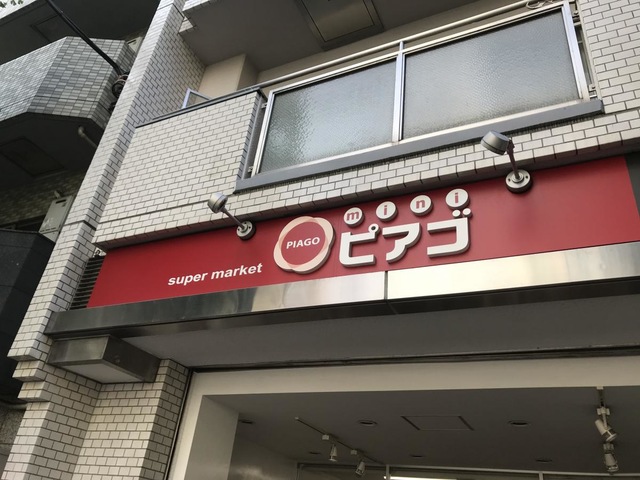 super market
PIAGO
mini
ピアゴ